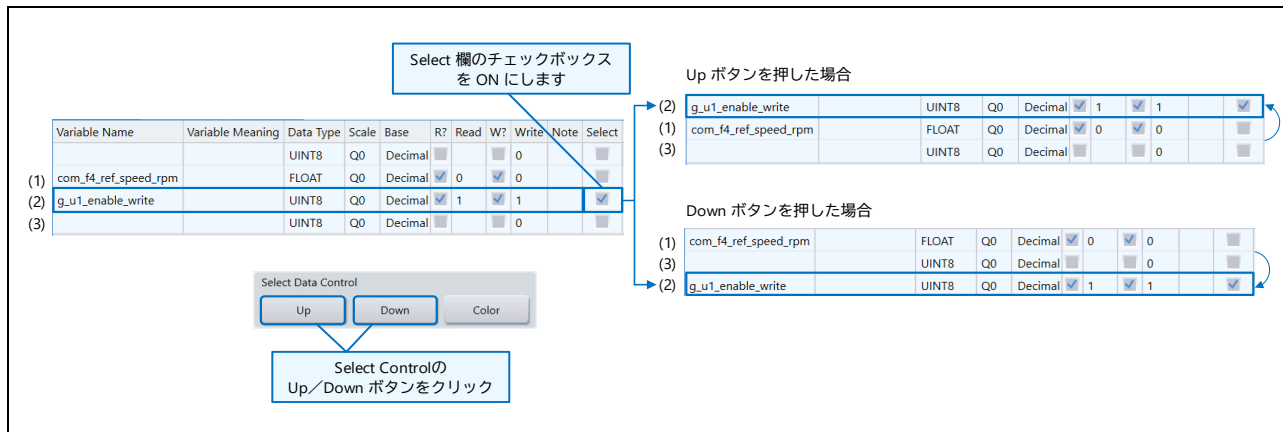 Select 欄のチェックボックス
を ON にします
Variable Name Variable Meaning Data Type Scale Base R? Read W? Write Note Select
UINT8 Q0 Decimal 0
(1) com_f4_ref_speed_rpm FLOAT Q0 Decimal 0 0
(2) g_u1_enable_write UINT8 Q0 Decimal 1 1
(3) UINT8 Q0 Decimal 0
Select Data Control
Up Down Color
Select Controlの
Up／Down ボタンをクリック
Up ボタンを押した場合
(2) g_u1_enable_write UINT8 Q0 Decimal 1 1
(1) com_f4_ref_speed_rpm FLOAT Q0 Decimal 0 0
(3) UINT8 Q0 Decimal 0
Down ボタンを押した場合
(1) com_f4_ref_speed_rpm FLOAT Q0 Decimal 0 0
(3) UINT8 Q0 Decimal 0
(2) g_u1_enable_write UINT8 Q0 Decimal 1 1